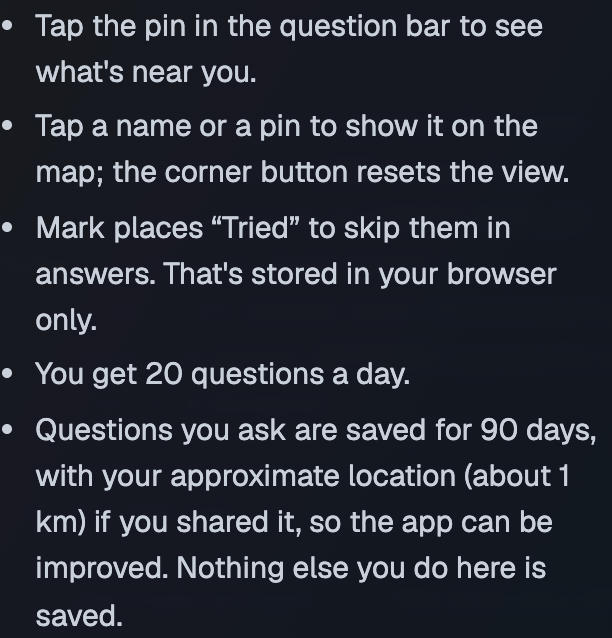 • Tap the pin in the question bar to see
what's near you.
• Tap a name or a pin to show it on the
map; the corner button resets the view.
• Mark places “Tried” to skip them in
answers. That's stored in your browser
only.
• You get 20 questions a day.
• Questions you ask are saved for 90 days,
with your approximate location (about 1
km) if you shared it, so the app can be
improved. Nothing else you do here is
saved.